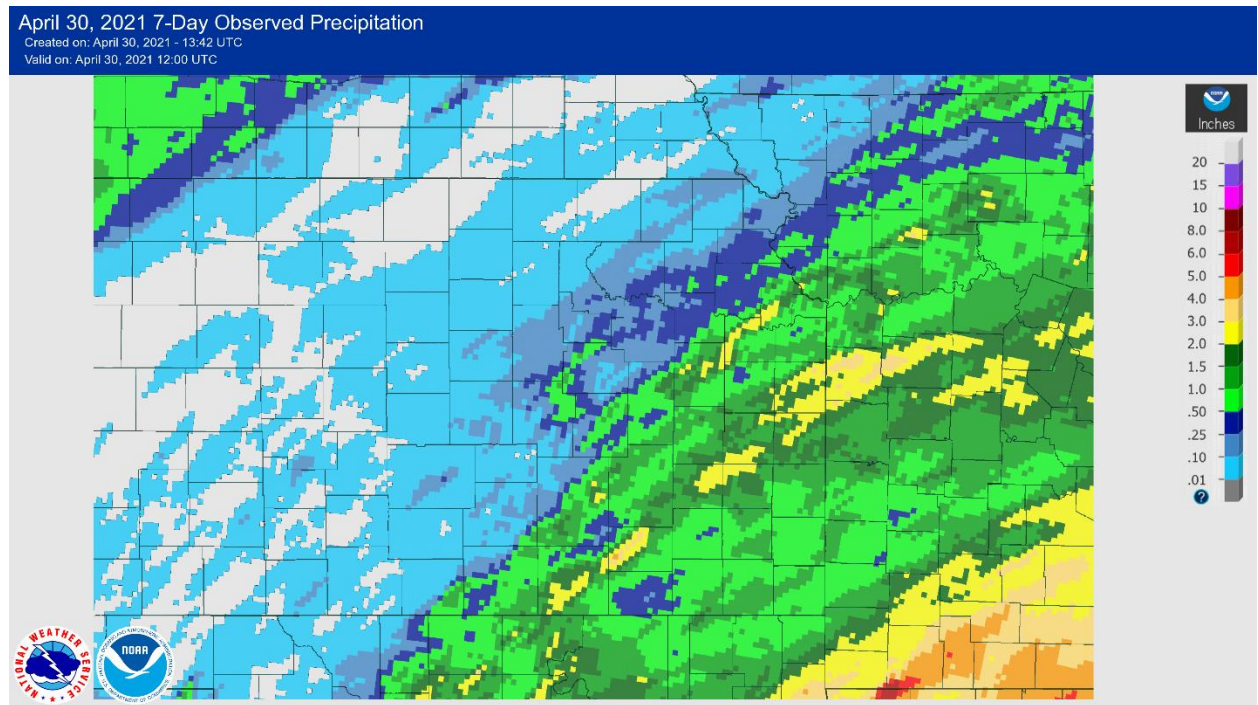 April 30, 2021 7-Day Observed Precipitation
Created on: April 30, 2021 - 13:42 UTC
Valid on: April 30, 2021 12:00 UTC
NOAA
Inches
20
15
10
8.0
6.0
5.0
4.0
3.0
2.0
1.5
1.0
.50
.25
.10
.01
?
NATIONAL WEATHER SERVICE
NOAA